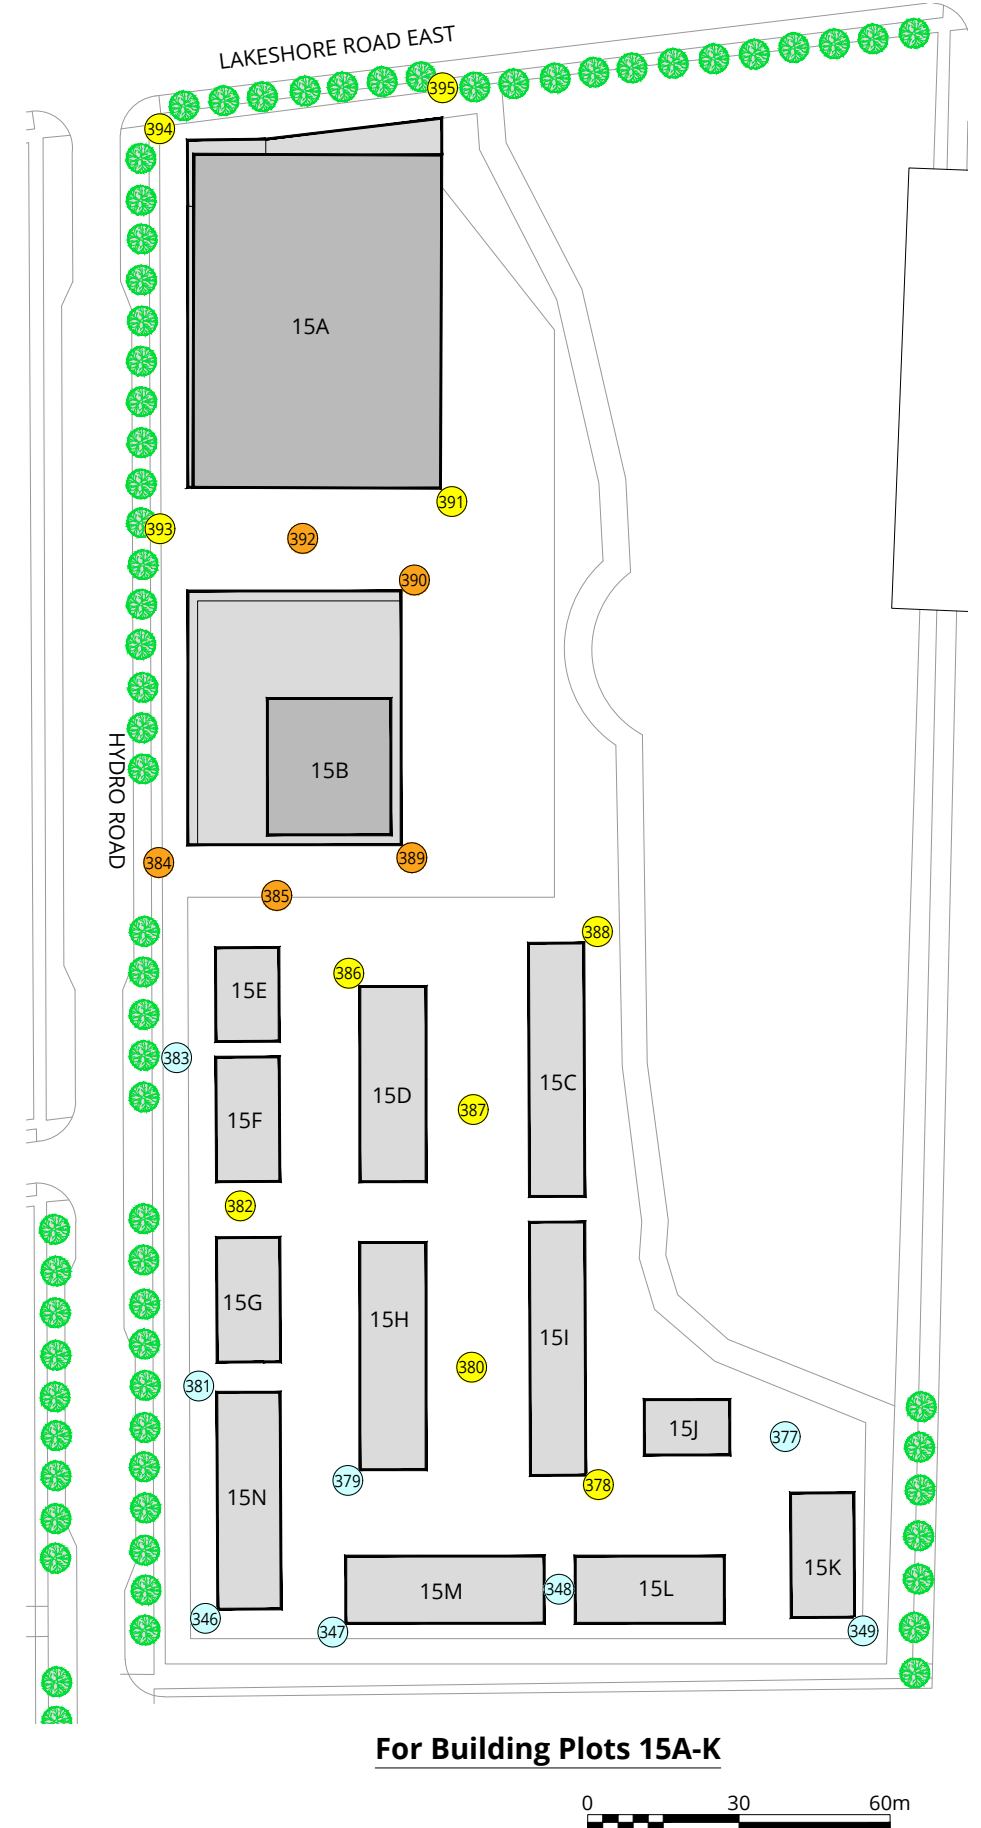 LAKESHORE ROAD EAST
395
394
15A
391
393
392
390
HYDRO ROAD
15B
384
389
385
388
386
15E
383
15D
15C
387
15F
382
15G
15H
15I
380
381
15J
377
379
378
15N
15K
15M
348
15L
346
347
349
For Building Plots 15A-K
0 30 60m